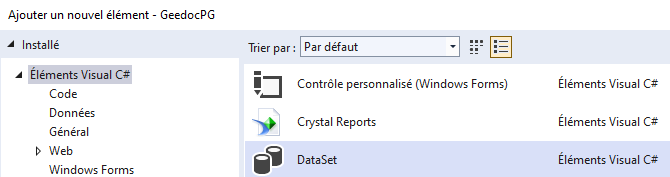 Ajouter un nouvel élément - GeedocPG
Installé
Trier par : Par défaut
Éléments Visual C#
Code
Données
Général
Web
Windows Forms
Contrôle personnalisé (Windows Forms) Éléments Visual C#
Crystal Reports Éléments Visual C#
DataSet Éléments Visual C#